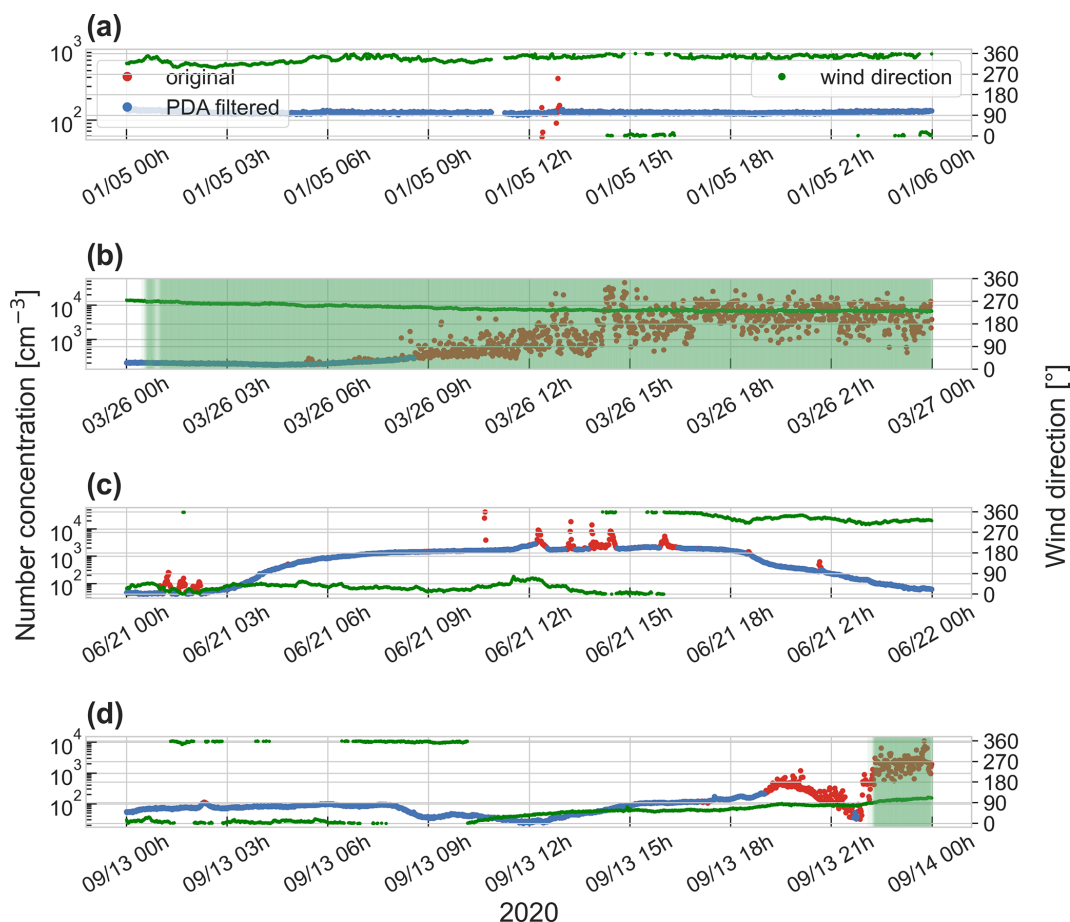 (a)
10³
10²
original
PDA filtered
wind direction
360
270
180
90
0
01/05 00h
01/05 03h
01/05 06h
01/05 09h
01/05 12h
01/05 15h
01/05 18h
01/05 21h
01/06 00h
(b)
10⁴
10³
360
270
180
90
0
03/26 00h
03/26 03h
03/26 06h
03/26 09h
03/26 12h
03/26 15h
03/26 18h
03/26 21h
03/27 00h
Number concentration [cm⁻³]
Wind direction [°]
(c)
10⁴
10³
10²
360
270
180
90
0
06/21 00h
06/21 03h
06/21 06h
06/21 09h
06/21 12h
06/21 15h
06/21 18h
06/21 21h
06/22 00h
(d)
10⁴
10³
10²
360
270
180
90
0
09/13 00h
09/13 03h
09/13 06h
09/13 09h
09/13 12h
09/13 15h
09/13 18h
09/13 21h
09/14 00h
2020